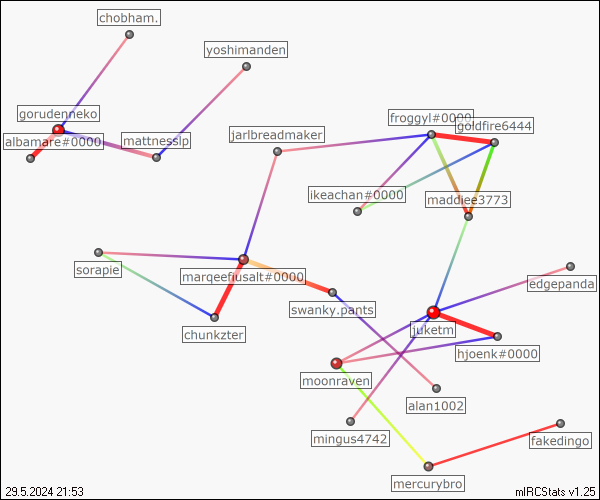 chobham.
yoshimanden
gorudenneko
froggyl#0000
goldfire6444
albamare#0000
mattnesslp
jarlbreadmaker
ikeachan#0000
maddiee3773
sorapie
marqeefiusalt#0000
edgepanda
swanky.pants
chunkzter
juketm
hjoenk#0000
moonraven
alan1002
mingus4742
fakedingo
mercurybro
29.5.2024 21:53
mIRCStats v1.25